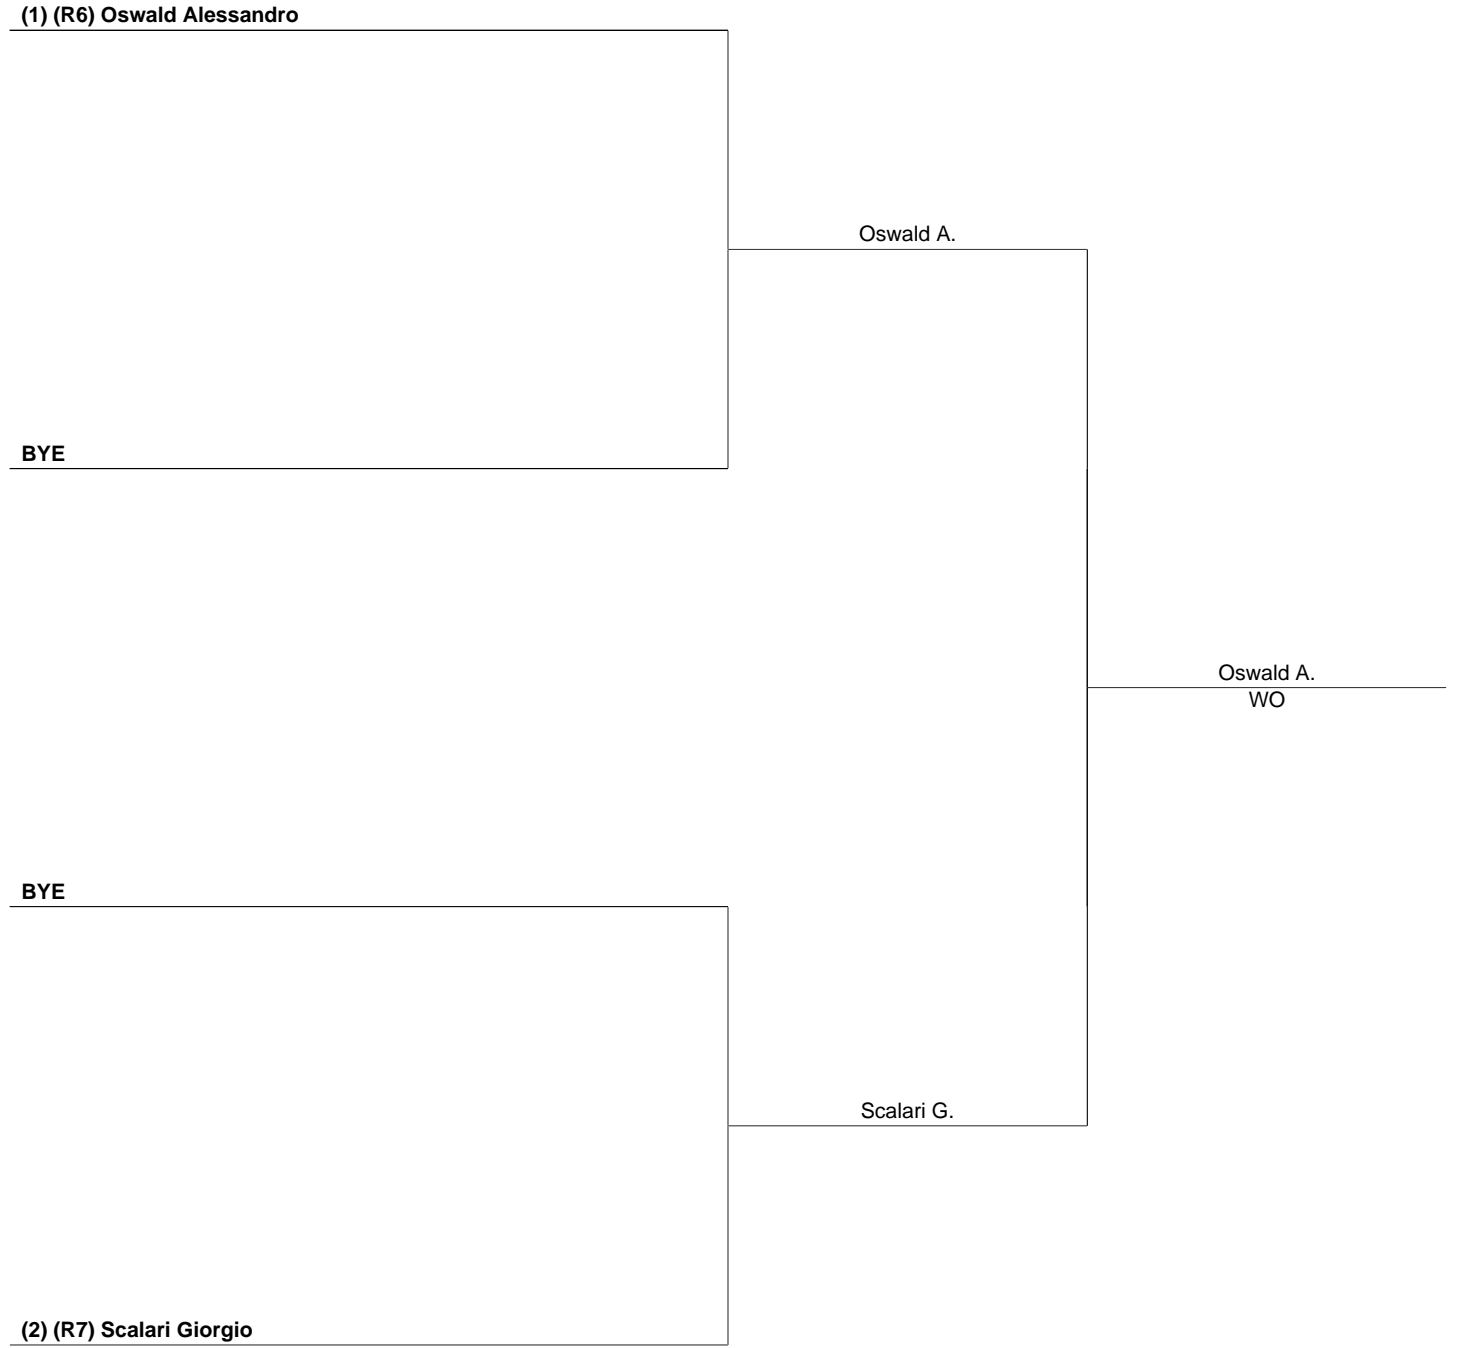 (1) (R6) Oswald Alessandro
Oswald A.
BYE
Oswald A.
WO
BYE
Scalari G.
(2) (R7) Scalari Giorgio